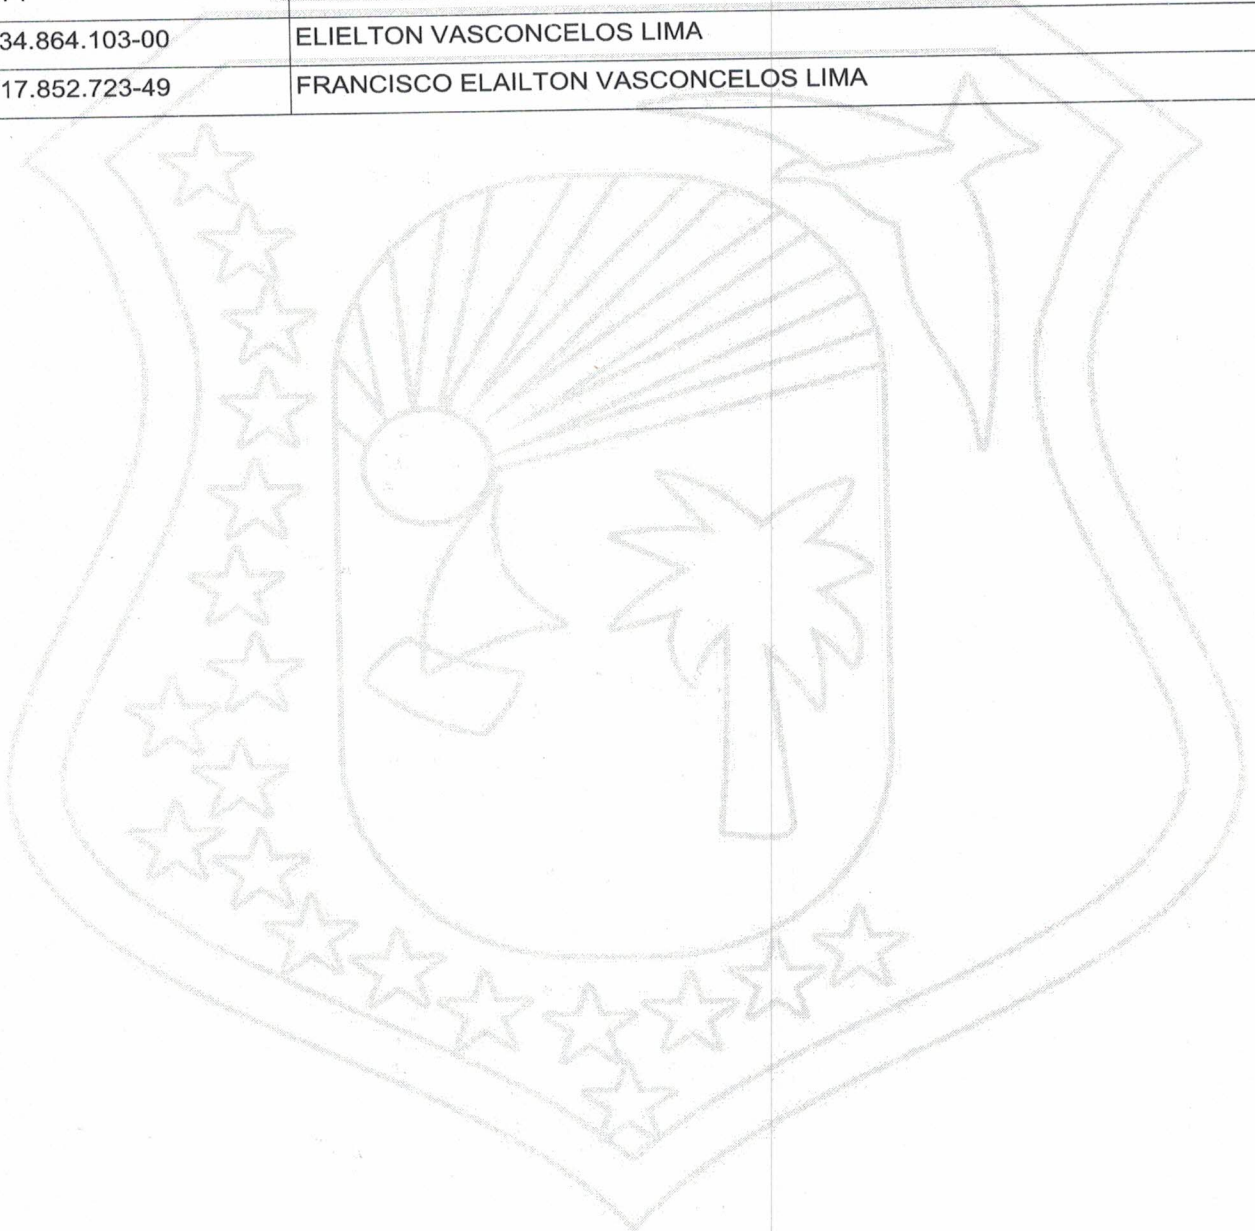 34.864.103-00 ELIELTON VASCONCELOS LIMA
17.852.723-49 FRANCISCO ELAILTON VASCONCELOS LIMA